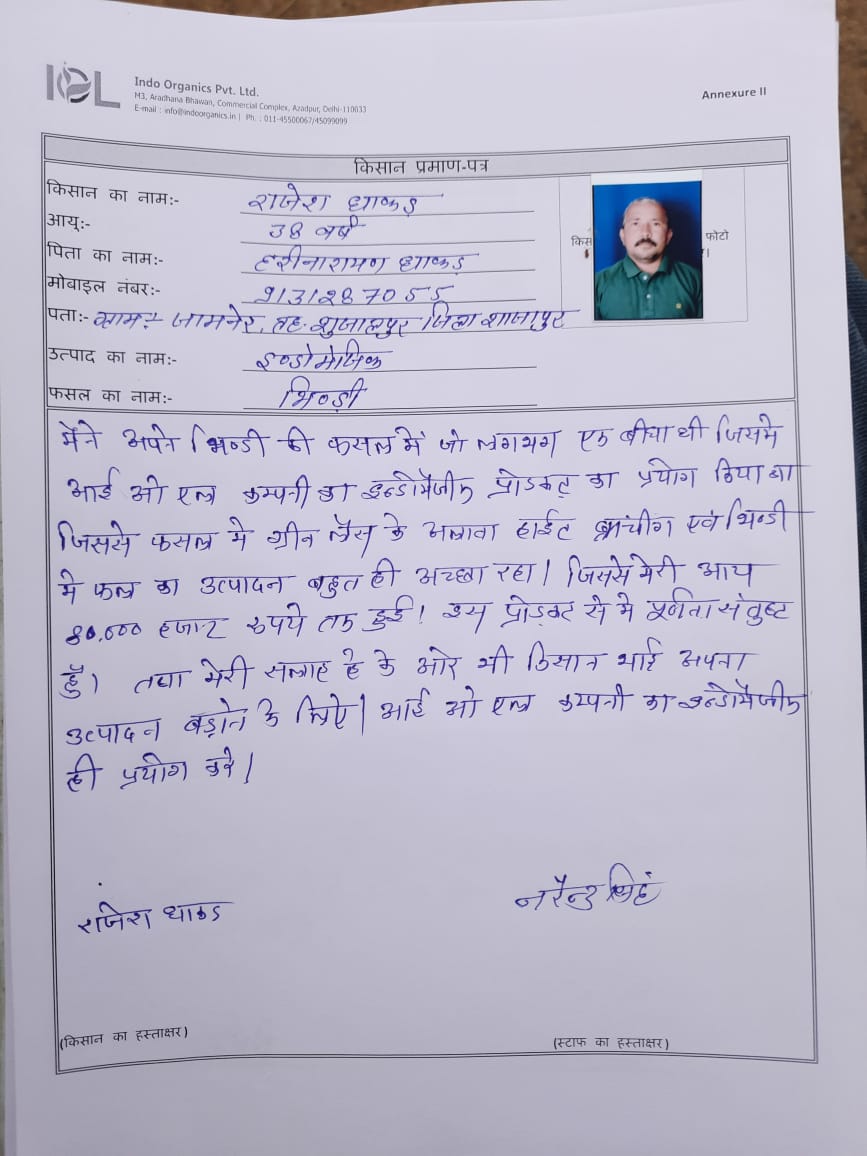 IOL
Indo Organics Pvt. Ltd.
M3, Aradhana Bhawan, Commercial Complex, Azadpur, Delhi-110033
E-mail : info@indoorganics.in | Ph. : 011-45500067/45099099
Annexure II
किसान प्रमाण-पत्र
किसान का नाम:- राजेश धाकड़
आयु:- 38 वर्ष
पिता का नाम:- हरीनारायण धाकड़
मोबाइल नंबर:- 9131287055
पता:- ग्राम:- जामनेर, तह. शुजालपुर जिला शाजापुर
उत्पाद का नाम:- इण्डोमेजिक
फसल का नाम:- भिण्डी
फोटो
मैने अपने भिण्डी की फसल में जो लगभग एक बीघा थी जिसमे
आई ओ एल कम्पनी का इन्डोमैजीक प्रोडक्ट का प्रयोग किया था
जिससे फसल मे ग्रीन नैस के अलावा हाईट ब्रांचीग एवं भिन्डी
मे फल का उत्पादन बहुत ही अच्छा रहा। जिससे मेरी आय
80,000 हजार रुपये तक हुई। इस प्रोडक्ट से मे पूर्णता संतुष्ट
हूँ। तथा मेरी सलाह है के ओर भी किसान भाई अपना
उत्पादन बड़ाने के लिए। आई ओ एल कम्पनी का इन्डोमैजीक
ही प्रयोग करे।
राजेश धाकड नरेन्द्र सिहं
(किसान का हस्ताक्षर) (स्टाफ का हस्ताक्षर)